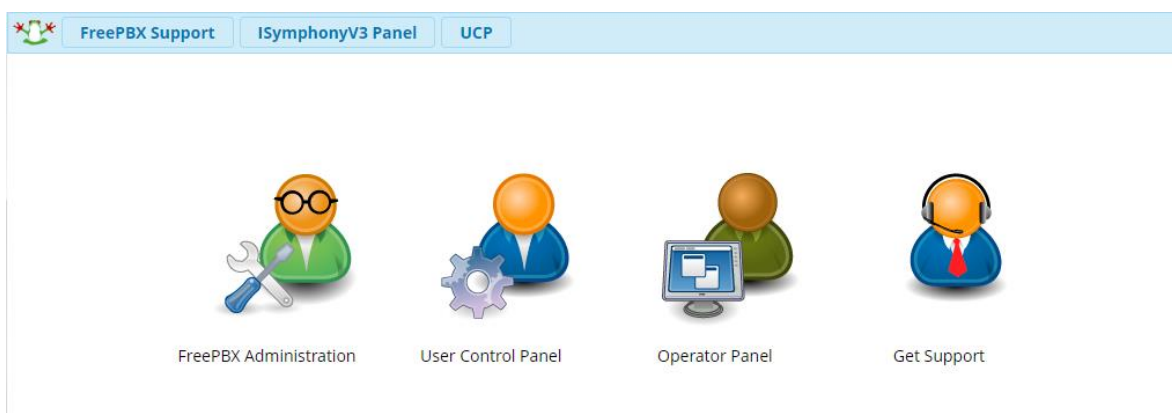 FreePBX Support ISymphonyV3 Panel UCP
FreePBX Administration User Control Panel Operator Panel Get Support